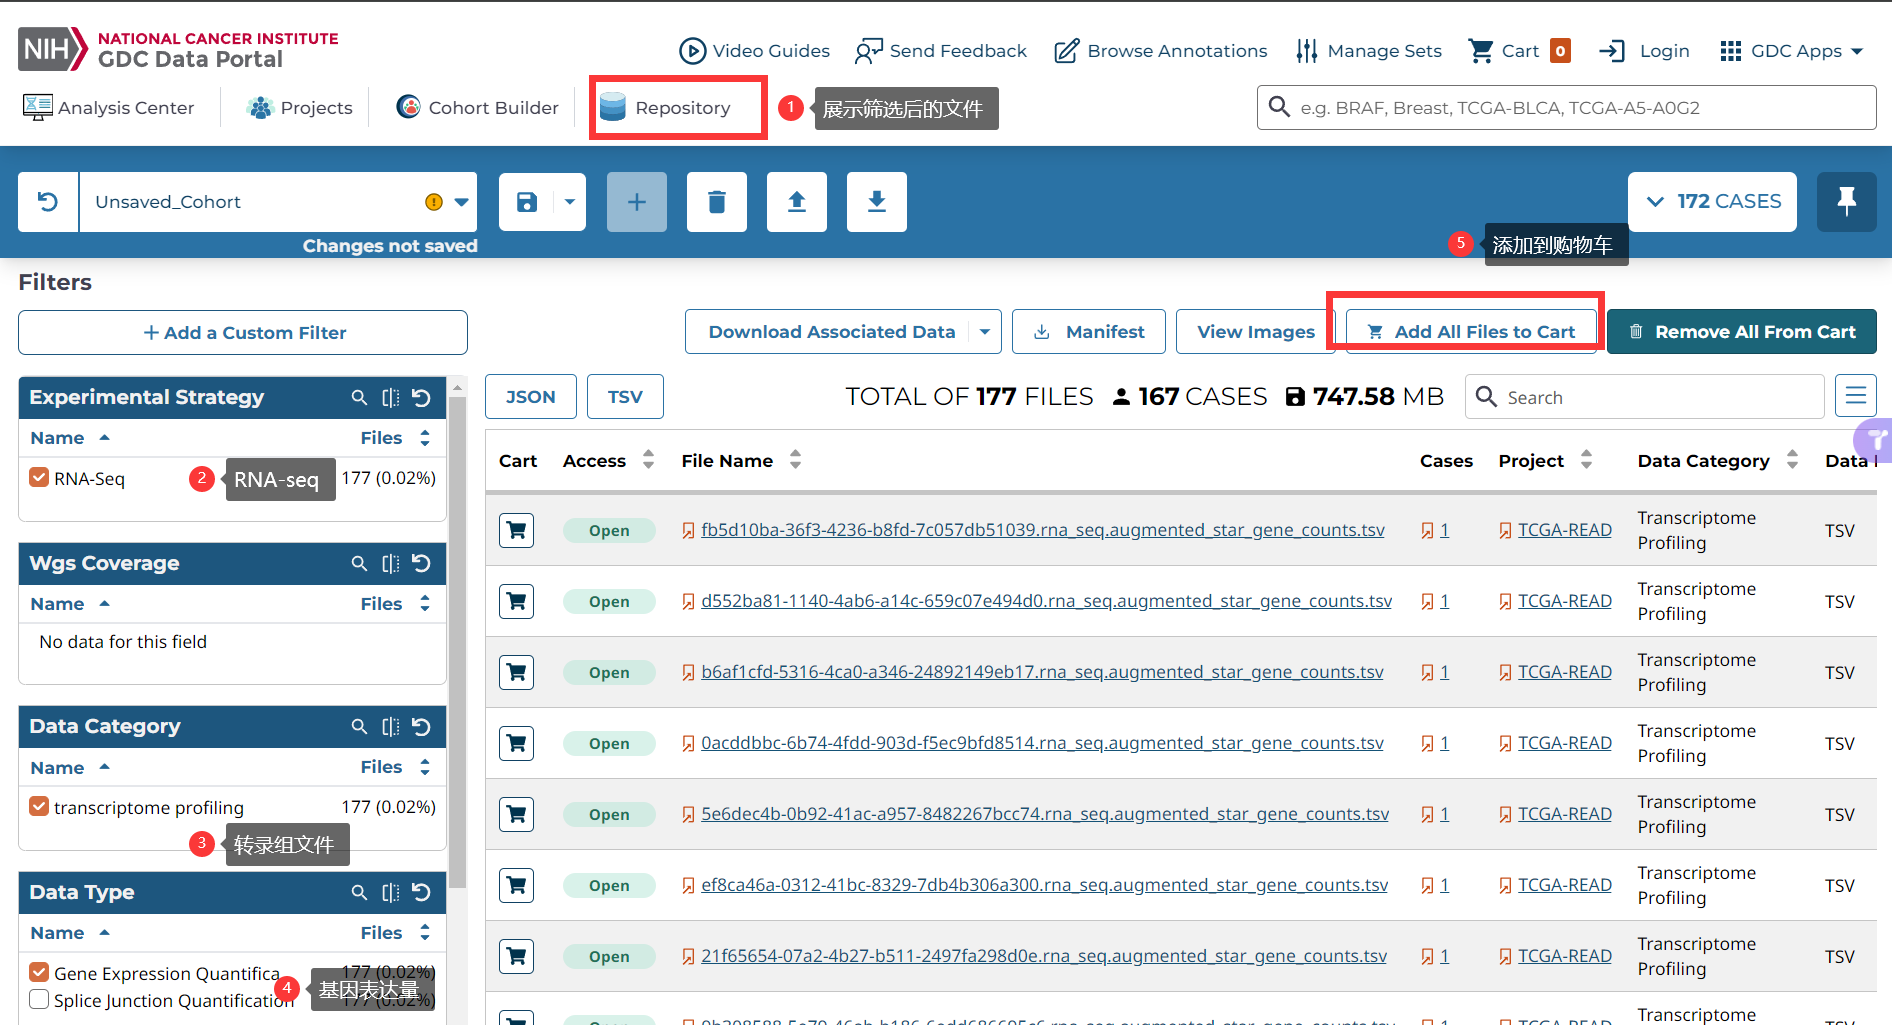 NIH NATIONAL CANCER INSTITUTE
GDC Data Portal
Video Guides Send Feedback Browse Annotations Manage Sets Cart 0 Login GDC Apps
Analysis Center Projects Cohort Builder Repository 1 展示筛选后的文件 e.g. BRAF, Breast, TCGA-BLCA, TCGA-A5-A0G2
Unsaved_Cohort 172 CASES
Changes not saved 5 添加到购物车
Filters
+ Add a Custom Filter Download Associated Data Manifest View Images Add All Files to Cart Remove All From Cart
Experimental Strategy JSON TSV TOTAL OF 177 FILES 167 CASES 747.58 MB Search
Name Files
Cart Access File Name Cases Project Data Category Data
RNA-Seq 2 RNA-seq 177 (0.02%)
Open fb5d10ba-36f3-4236-b8fd-7c057db51039.rna_seq.augmented_star_gene_counts.tsv 1 TCGA-READ Transcriptome Profiling TSV
Wgs Coverage
Name Files
No data for this field
Open d552ba81-1140-4ab6-a14c-659c07e494d0.rna_seq.augmented_star_gene_counts.tsv 1 TCGA-READ Transcriptome Profiling TSV
Open b6af1cfd-5316-4ca0-a346-24892149eb17.rna_seq.augmented_star_gene_counts.tsv 1 TCGA-READ Transcriptome Profiling TSV
Data Category
Name Files
Open 0acddbbc-6b74-4fdd-903d-f5ec9bfd8514.rna_seq.augmented_star_gene_counts.tsv 1 TCGA-READ Transcriptome Profiling TSV
transcriptome profiling 177 (0.02%)
3 转录组文件
Open 5e6dec4b-0b92-41ac-a957-8482267bcc74.rna_seq.augmented_star_gene_counts.tsv 1 TCGA-READ Transcriptome Profiling TSV
Data Type
Name Files
Open ef8ca46a-0312-41bc-8329-7db4b306a300.rna_seq.augmented_star_gene_counts.tsv 1 TCGA-READ Transcriptome Profiling TSV
Gene Expression Quantifica 177 (0.02%)
4 基因表达量
Splice Junction Quantification 177 (0.02%)
Open 21f65654-07a2-4b27-b511-2497fa298d0e.rna_seq.augmented_star_gene_counts.tsv 1 TCGA-READ Transcriptome Profiling TSV
Transcriptome